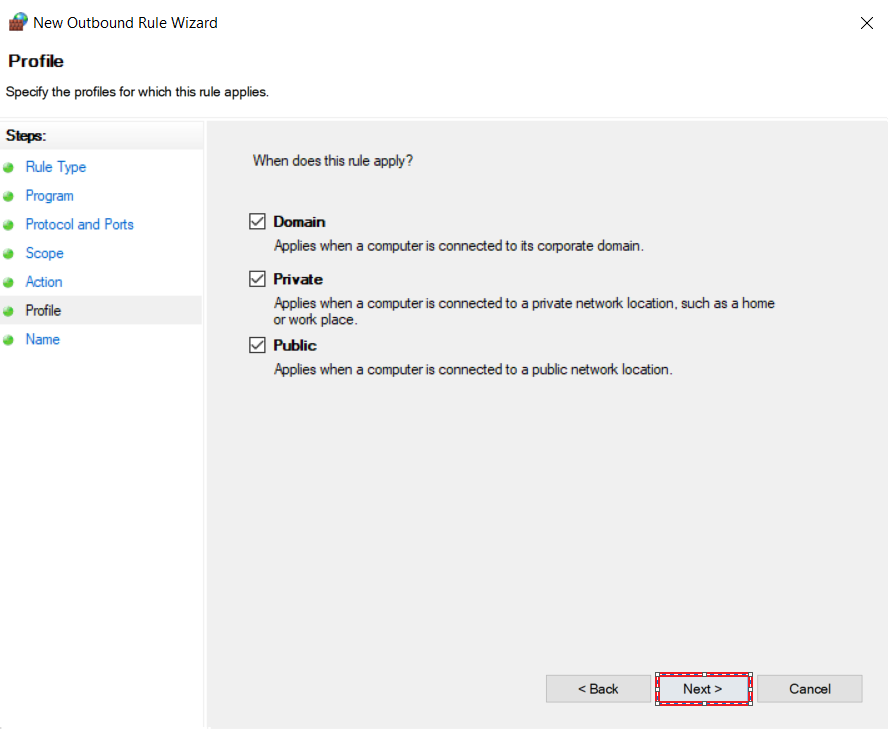 New Outbound Rule Wizard
Profile
Specify the profiles for which this rule applies.
Steps:
Rule Type
Program
Protocol and Ports
Scope
Action
Profile
Name
When does this rule apply?
Domain
Applies when a computer is connected to its corporate domain.
Private
Applies when a computer is connected to a private network location, such as a home
or work place.
Public
Applies when a computer is connected to a public network location.
< Back
Next >
Cancel